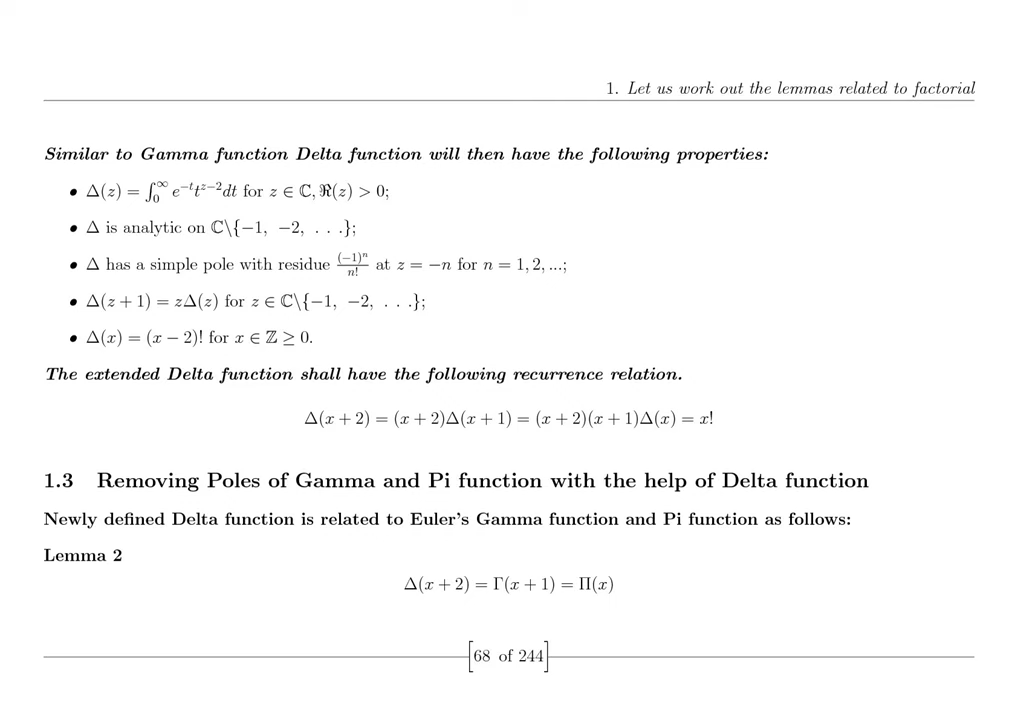 1. Let us work out the lemmas related to factorial
Similar to Gamma function Delta function will then have the following properties:
• Δ(z) = ∫₀^∞ e^{−t}t^{z−2}dt for z ∈ ℂ, ℜ(z) > 0;
• Δ is analytic on ℂ\{−1, −2, . . .};
• Δ has a simple pole with residue (−1)^n/n! at z = −n for n = 1, 2, ...;
• Δ(z + 1) = zΔ(z) for z ∈ ℂ\{−1, −2, . . .};
• Δ(x) = (x − 2)! for x ∈ ℤ ≥ 0.
The extended Delta function shall have the following recurrence relation.
Δ(x + 2) = (x + 2)Δ(x + 1) = (x + 2)(x + 1)Δ(x) = x!
1.3 Removing Poles of Gamma and Pi function with the help of Delta function
Newly defined Delta function is related to Euler's Gamma function and Pi function as follows:
Lemma 2
Δ(x + 2) = Γ(x + 1) = Π(x)
[68 of 244]